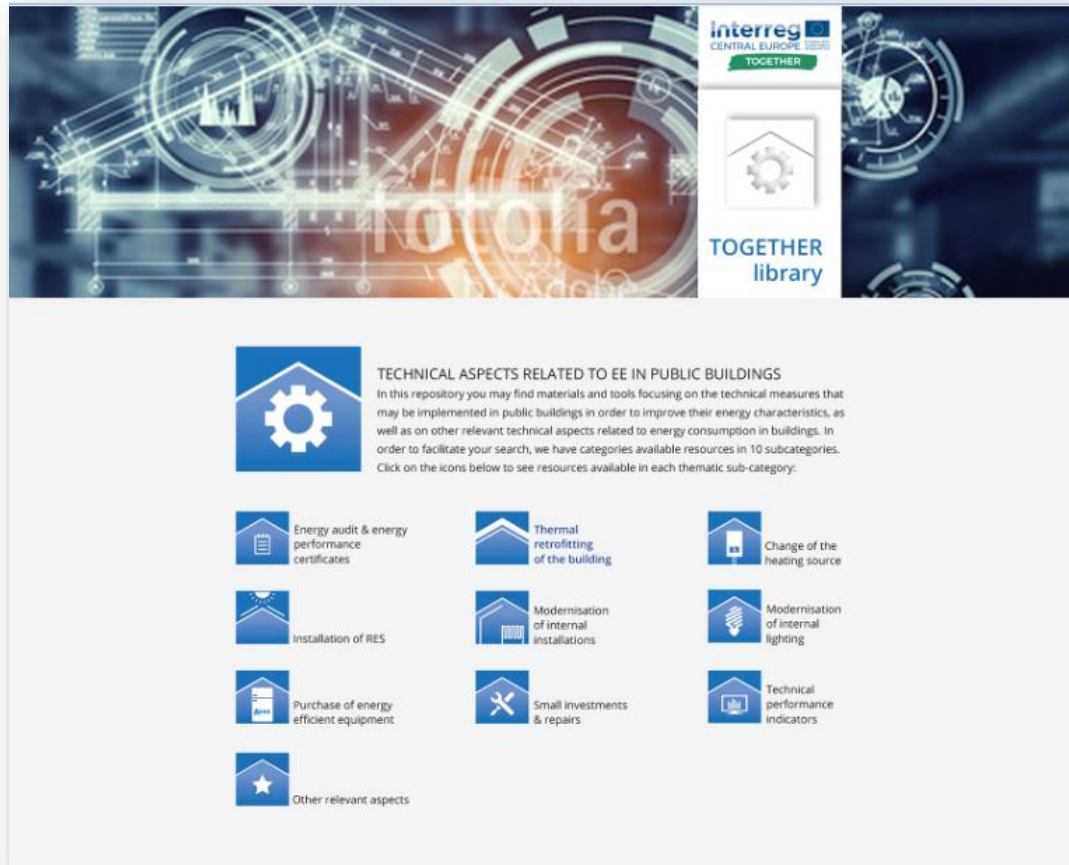 Interreg
CENTRAL EUROPE
TOGETHER
TOGETHER
library
fotolia
by Adobe
TECHNICAL ASPECTS RELATED TO EE IN PUBLIC BUILDINGS
In this repository you may find materials and tools focusing on the technical measures that
may be implemented in public buildings in order to improve their energy characteristics, as
well as on other relevant technical aspects related to energy consumption in buildings. In
order to facilitate your search, we have categories available resources in 10 subcategories.
Click on the icons below to see resources available in each thematic sub-category:
Energy audit & energy
performance
certificates
Thermal
retrofitting
of the building
Change of the
heating source
Installation of RES
Modernisation
of internal
installations
Modernisation
of internal
lighting
Purchase of energy
efficient equipment
Small investments
& repairs
Technical
performance
indicators
Other relevant aspects